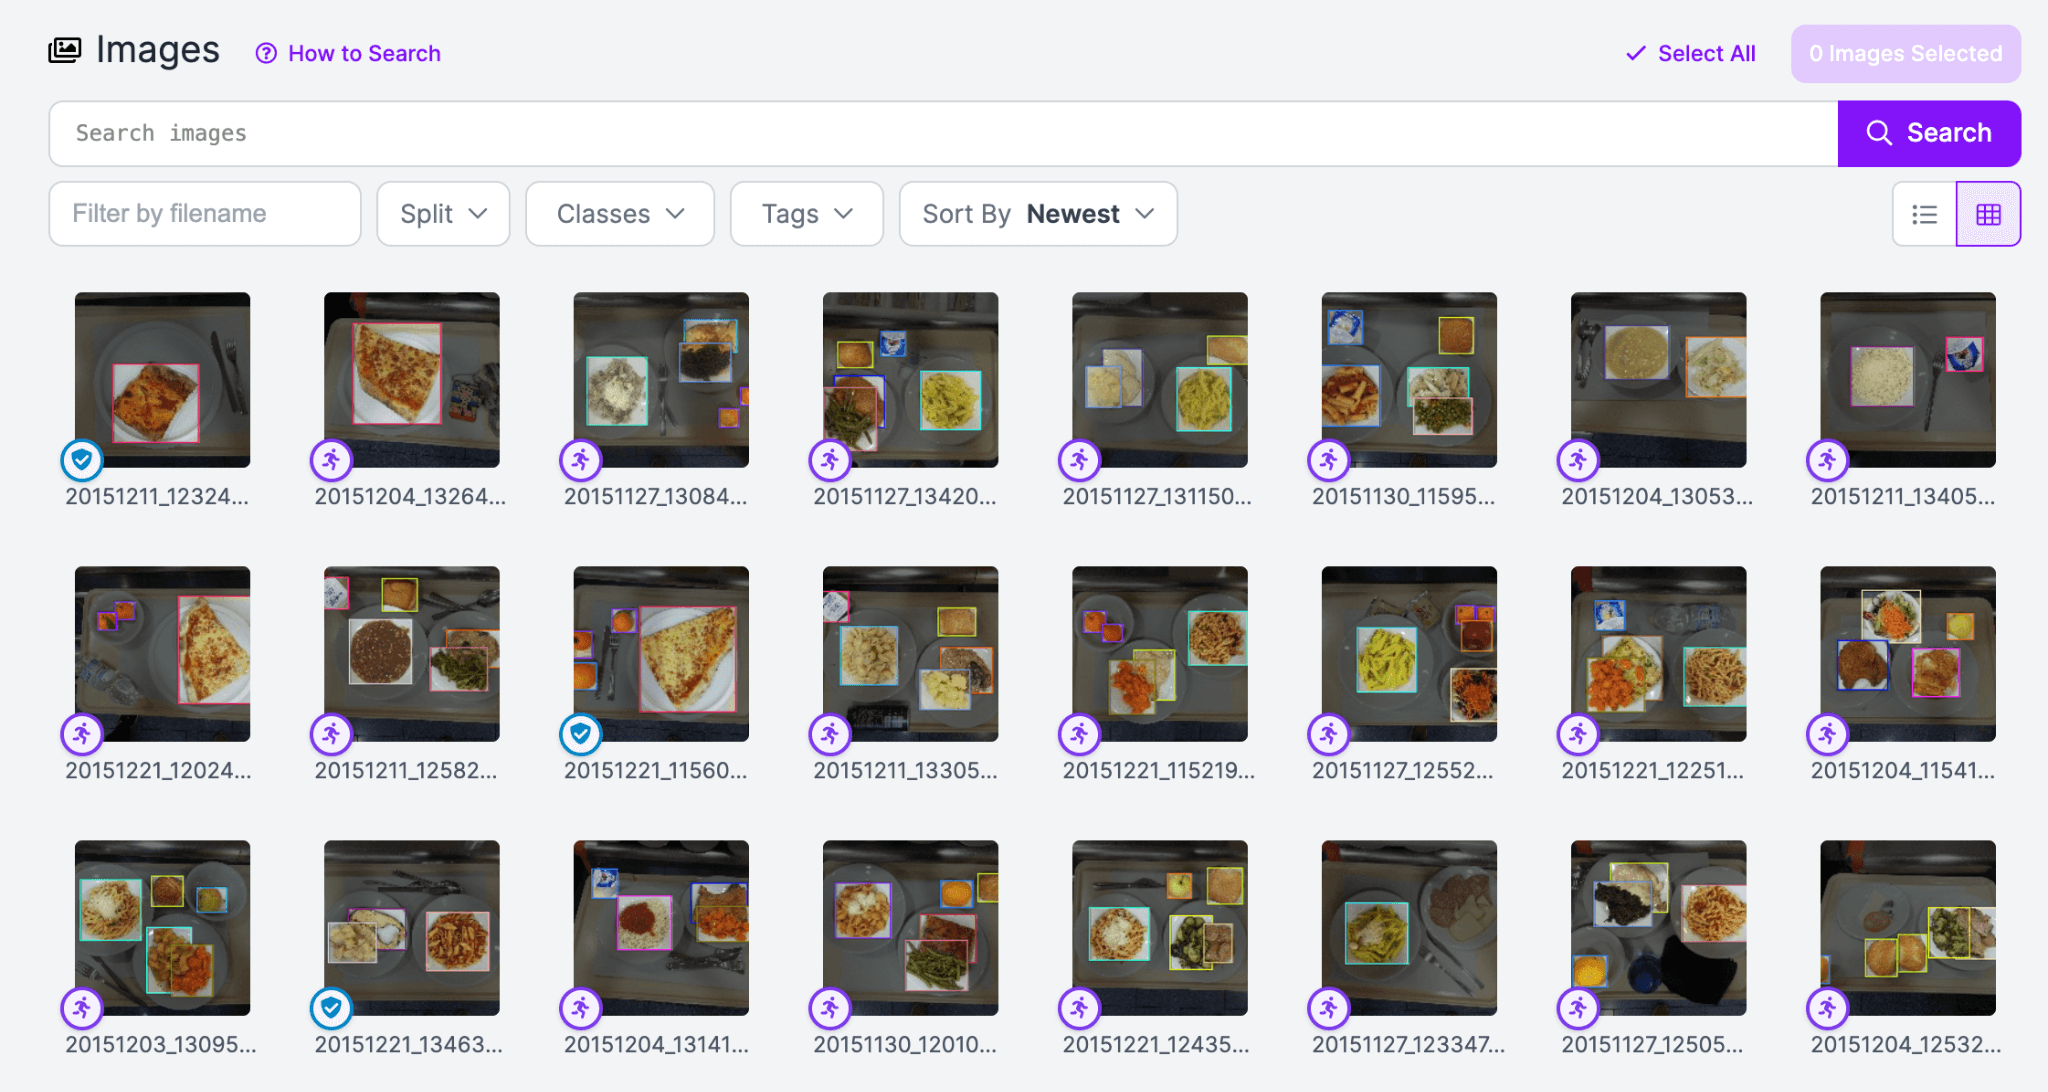 Images
How to Search
Select All
0 Images Selected
Search images
Search
Filter by filename
Split
Classes
Tags
Sort By Newest
20151211_12324...
20151204_13264...
20151127_13084...
20151127_13420...
20151127_131150...
20151130_11595...
20151204_13053...
20151211_13405...
20151221_12024...
20151211_12582...
20151221_11560...
20151211_13305...
20151221_115219...
20151127_12552...
20151221_12251...
20151204_11541...
20151203_13095...
20151221_13463...
20151204_13141...
20151130_12010...
20151221_12435...
20151127_123347...
20151127_12505...
20151204_12532...